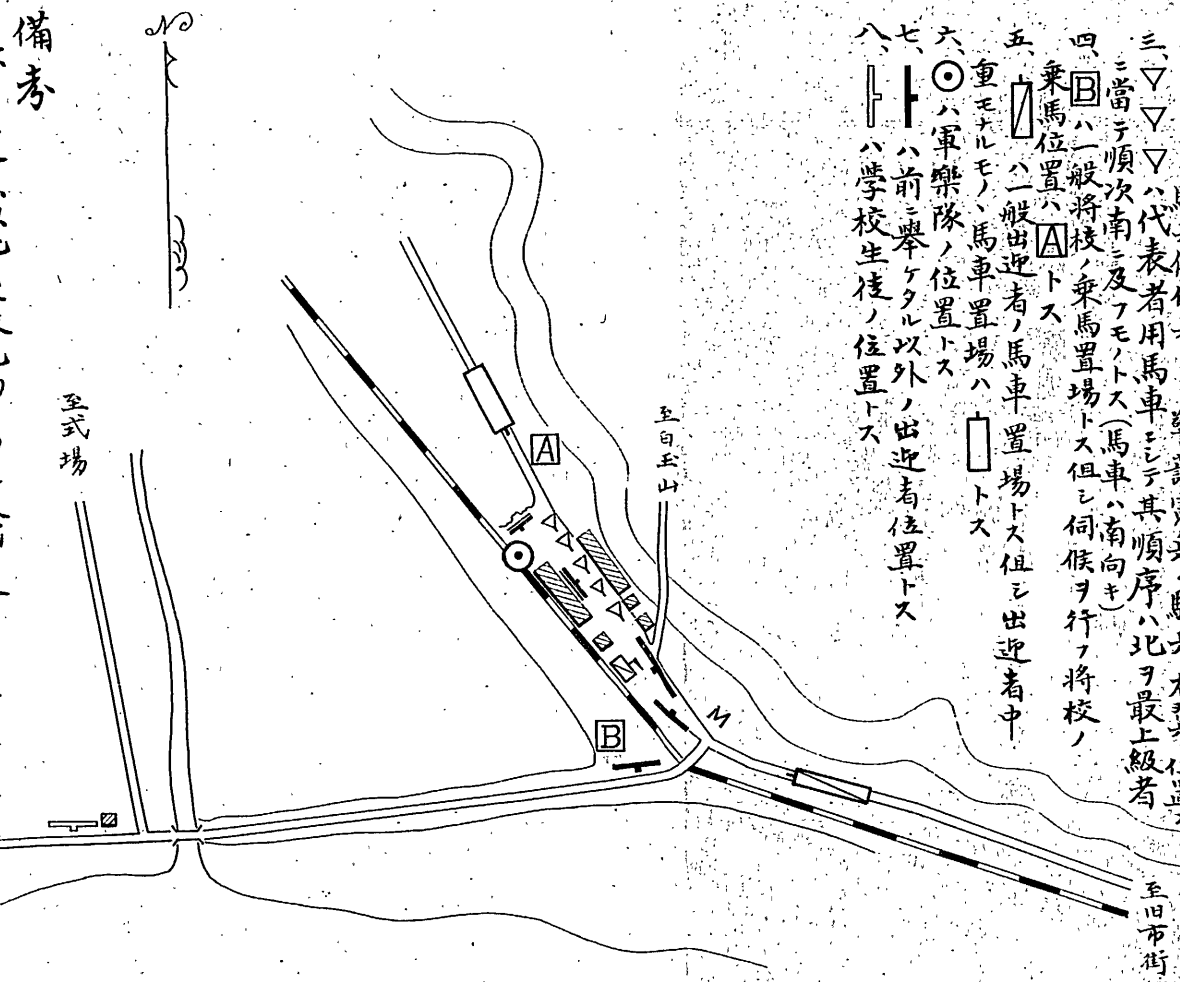 三、▽▽▽ハ代表者用馬車ニシテ其順序ハ北ヲ最上級者
ニ當テ順次南ニ及フモノトス(馬車ハ南向キ)
四、Bハ一般将校ノ乗馬置場トス但シ伺候ヲ行フ将校ノ
乗馬位置ハAトス
五、ハ一般出迎者ノ馬車置場トス但シ出迎者中
重モナルモノヽ馬車置場ハトス
六、ハ軍樂隊ノ位置トス
七、ハ前ニ舉ケタル以外ノ出迎者位置トス
八、ハ學校生徒ノ位置トス
N
至白玉山
A
M
B
至旧市街
至式場
備考